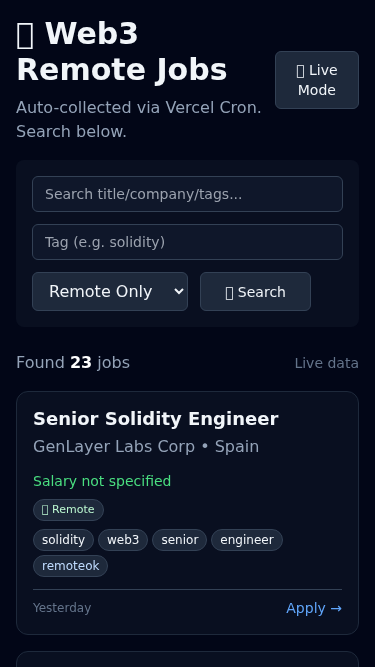 Web3
Remote Jobs
Auto-collected via Vercel Cron.
Search below.
Live
Mode
Search title/company/tags...
Tag (e.g. solidity)
Remote Only
Search
Found 23 jobs
Live data
Senior Solidity Engineer
GenLayer Labs Corp • Spain
Salary not specified
Remote
solidity web3 senior engineer
remoteok
Yesterday
Apply →